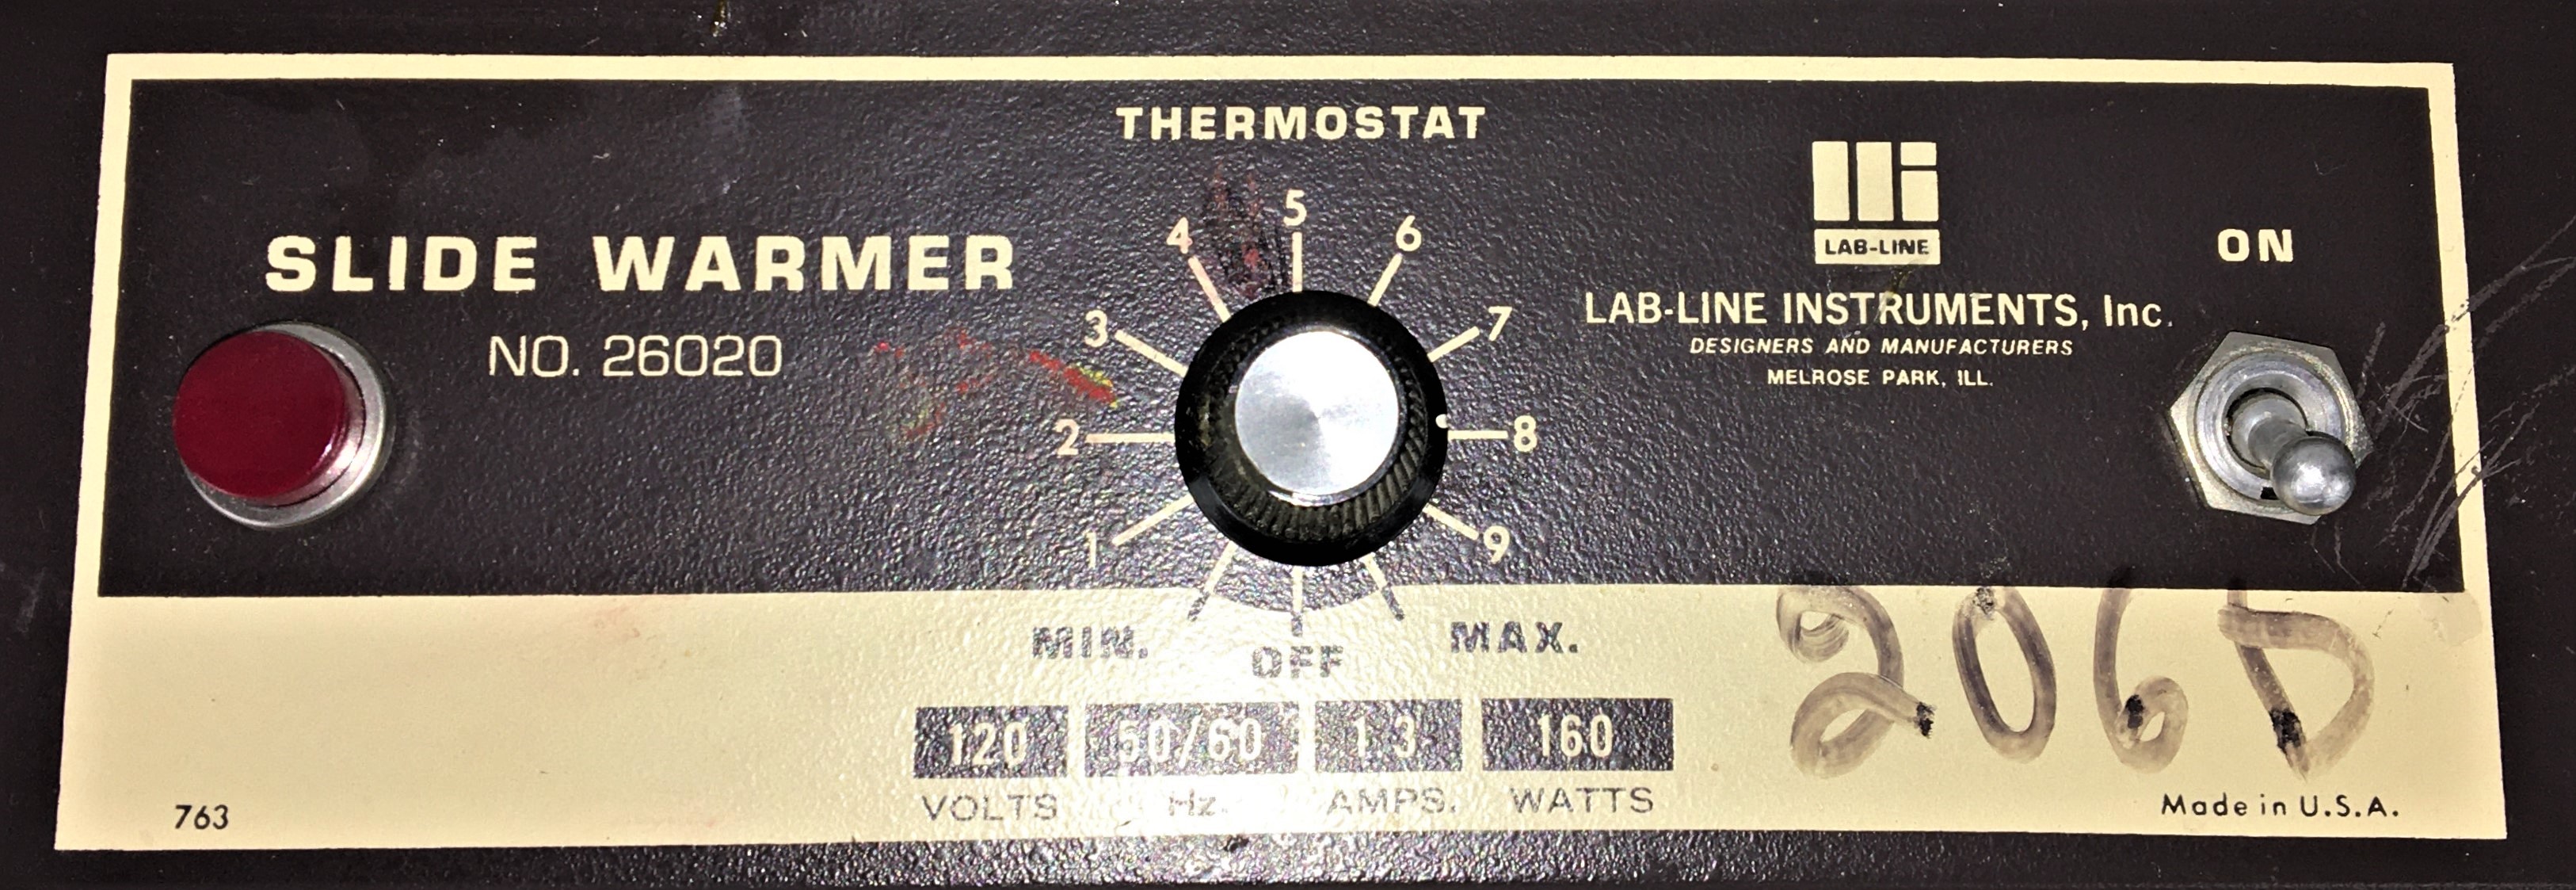 THERMOSTAT
SLIDE WARMER
NO. 26020
1
2
3
4
5
6
7
8
9
MIN.
OFF
MAX.
LAB-LINE
LAB-LINE INSTRUMENTS, Inc.
DESIGNERS AND MANUFACTURERS
MELROSE PARK, ILL.
ON
120 50/60 1.3 160
VOLTS Hz. AMPS. WATTS
206D
763
Made in U.S.A.